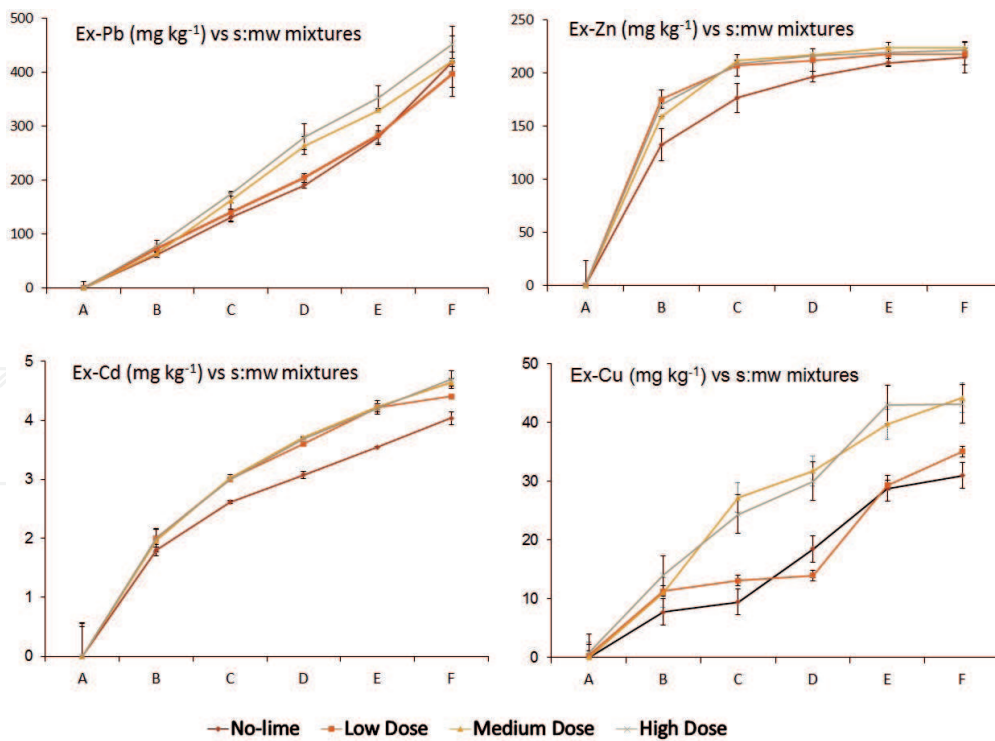 Ex-Pb (mg kg⁻¹) vs s:mw mixtures
500
400
300
200
100
0
A B C D E F
Ex-Zn (mg kg⁻¹) vs s:mw mixtures
250
200
150
100
50
0
A B C D E F
Ex-Cd (mg kg⁻¹) vs s:mw mixtures
5
4
3
2
1
0
A B C D E F
Ex-Cu (mg kg⁻¹) vs s:mw mixtures
50
40
30
20
10
0
A B C D E F
No-lime Low Dose Medium Dose High Dose